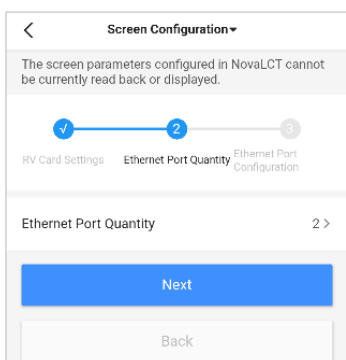 Screen Configuration
The screen parameters configured in NovaLCT cannot
be currently read back or displayed.
2
3
RV Card Settings
Ethernet Port Quantity
Ethernet Port
Configuration
Ethernet Port Quantity 2 >
Next
Back